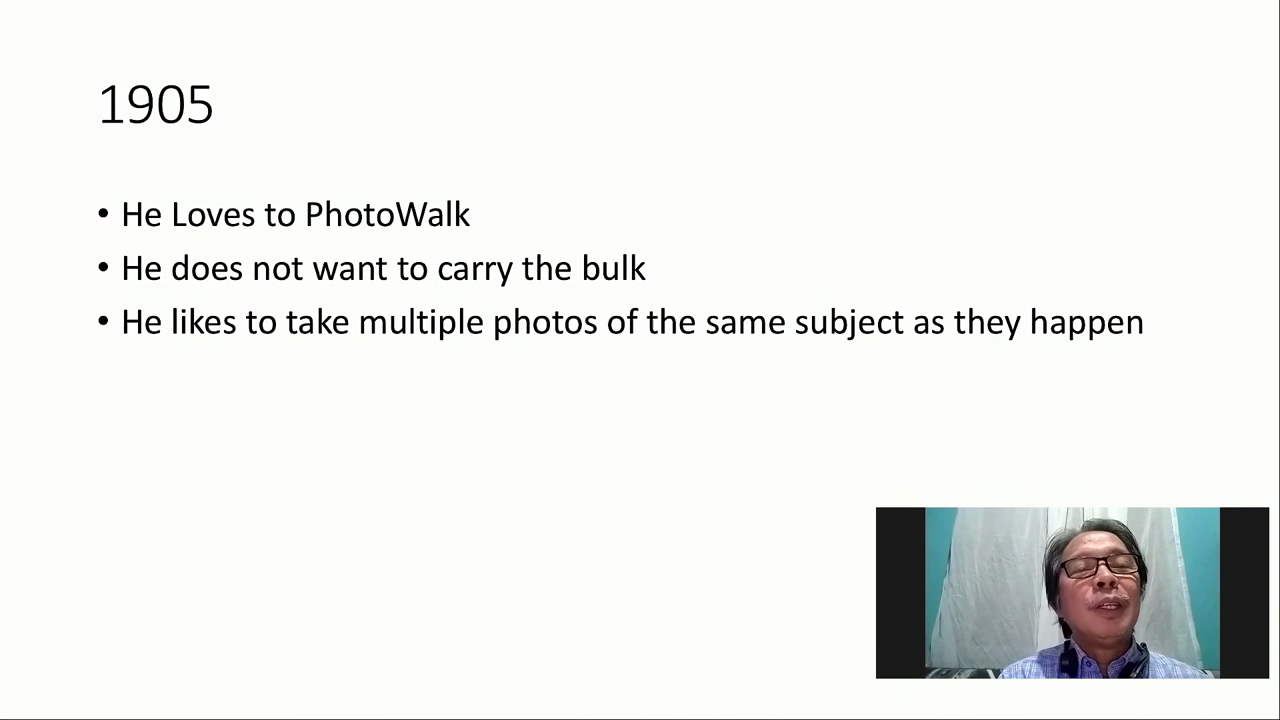 1905
• He Loves to PhotoWalk
• He does not want to carry the bulk
• He likes to take multiple photos of the same subject as they happen